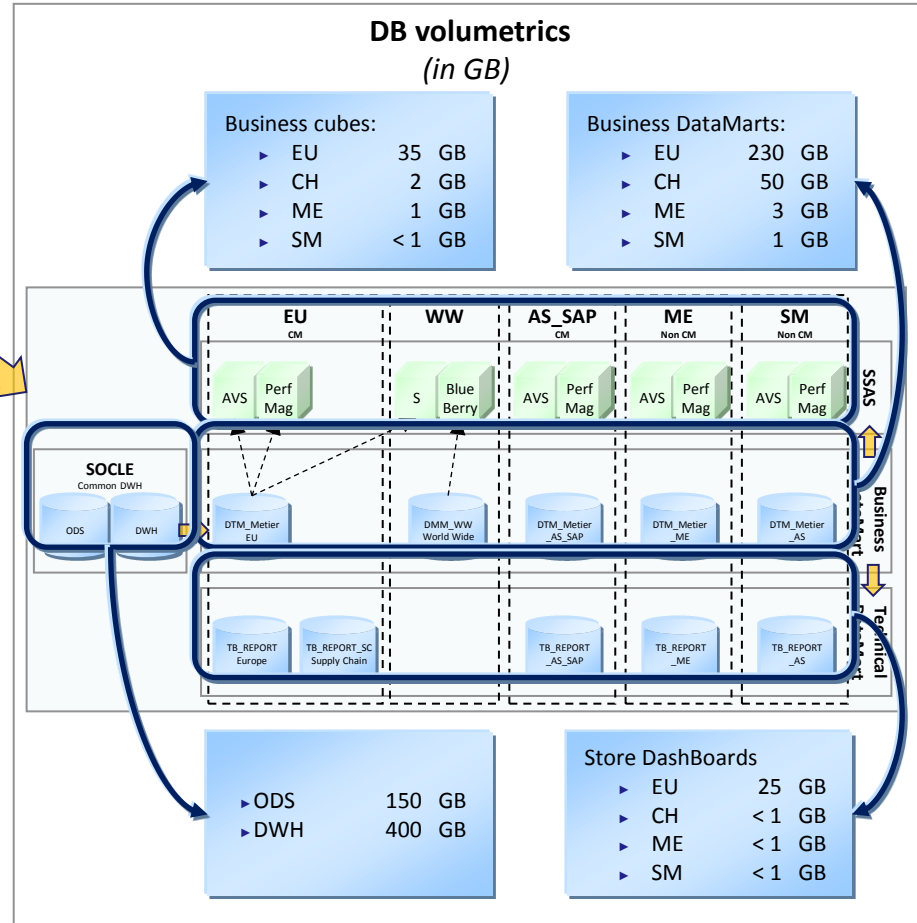 DB volumetrics
(in GB)
Business cubes:
► EU 35 GB
► CH 2 GB
► ME 1 GB
► SM < 1 GB
Business DataMarts:
► EU 230 GB
► CH 50 GB
► ME 3 GB
► SM 1 GB
EU
CM
WW
AS_SAP
CM
ME
Non CM
SM
Non CM
AVS
Perf
Mag
S
Blue
Berry
AVS
Perf
Mag
AVS
Perf
Mag
AVS
Perf
Mag
SSAS
SOCLE
Common DWH
ODS
DWH
DTM_Metier
EU
DMM_WW
World Wide
DTM_Metier
_AS_SAP
DTM_Metier
_ME
DTM_Metier
_AS
Business
TB_REPORT
Europe
TB_REPORT_SC
Supply Chain
TB_REPORT
_AS_SAP
TB_REPORT
_ME
TB_REPORT
_AS
Technical
►ODS 150 GB
►DWH 400 GB
Store DashBoards
► EU 25 GB
► CH < 1 GB
► ME < 1 GB
► SM < 1 GB